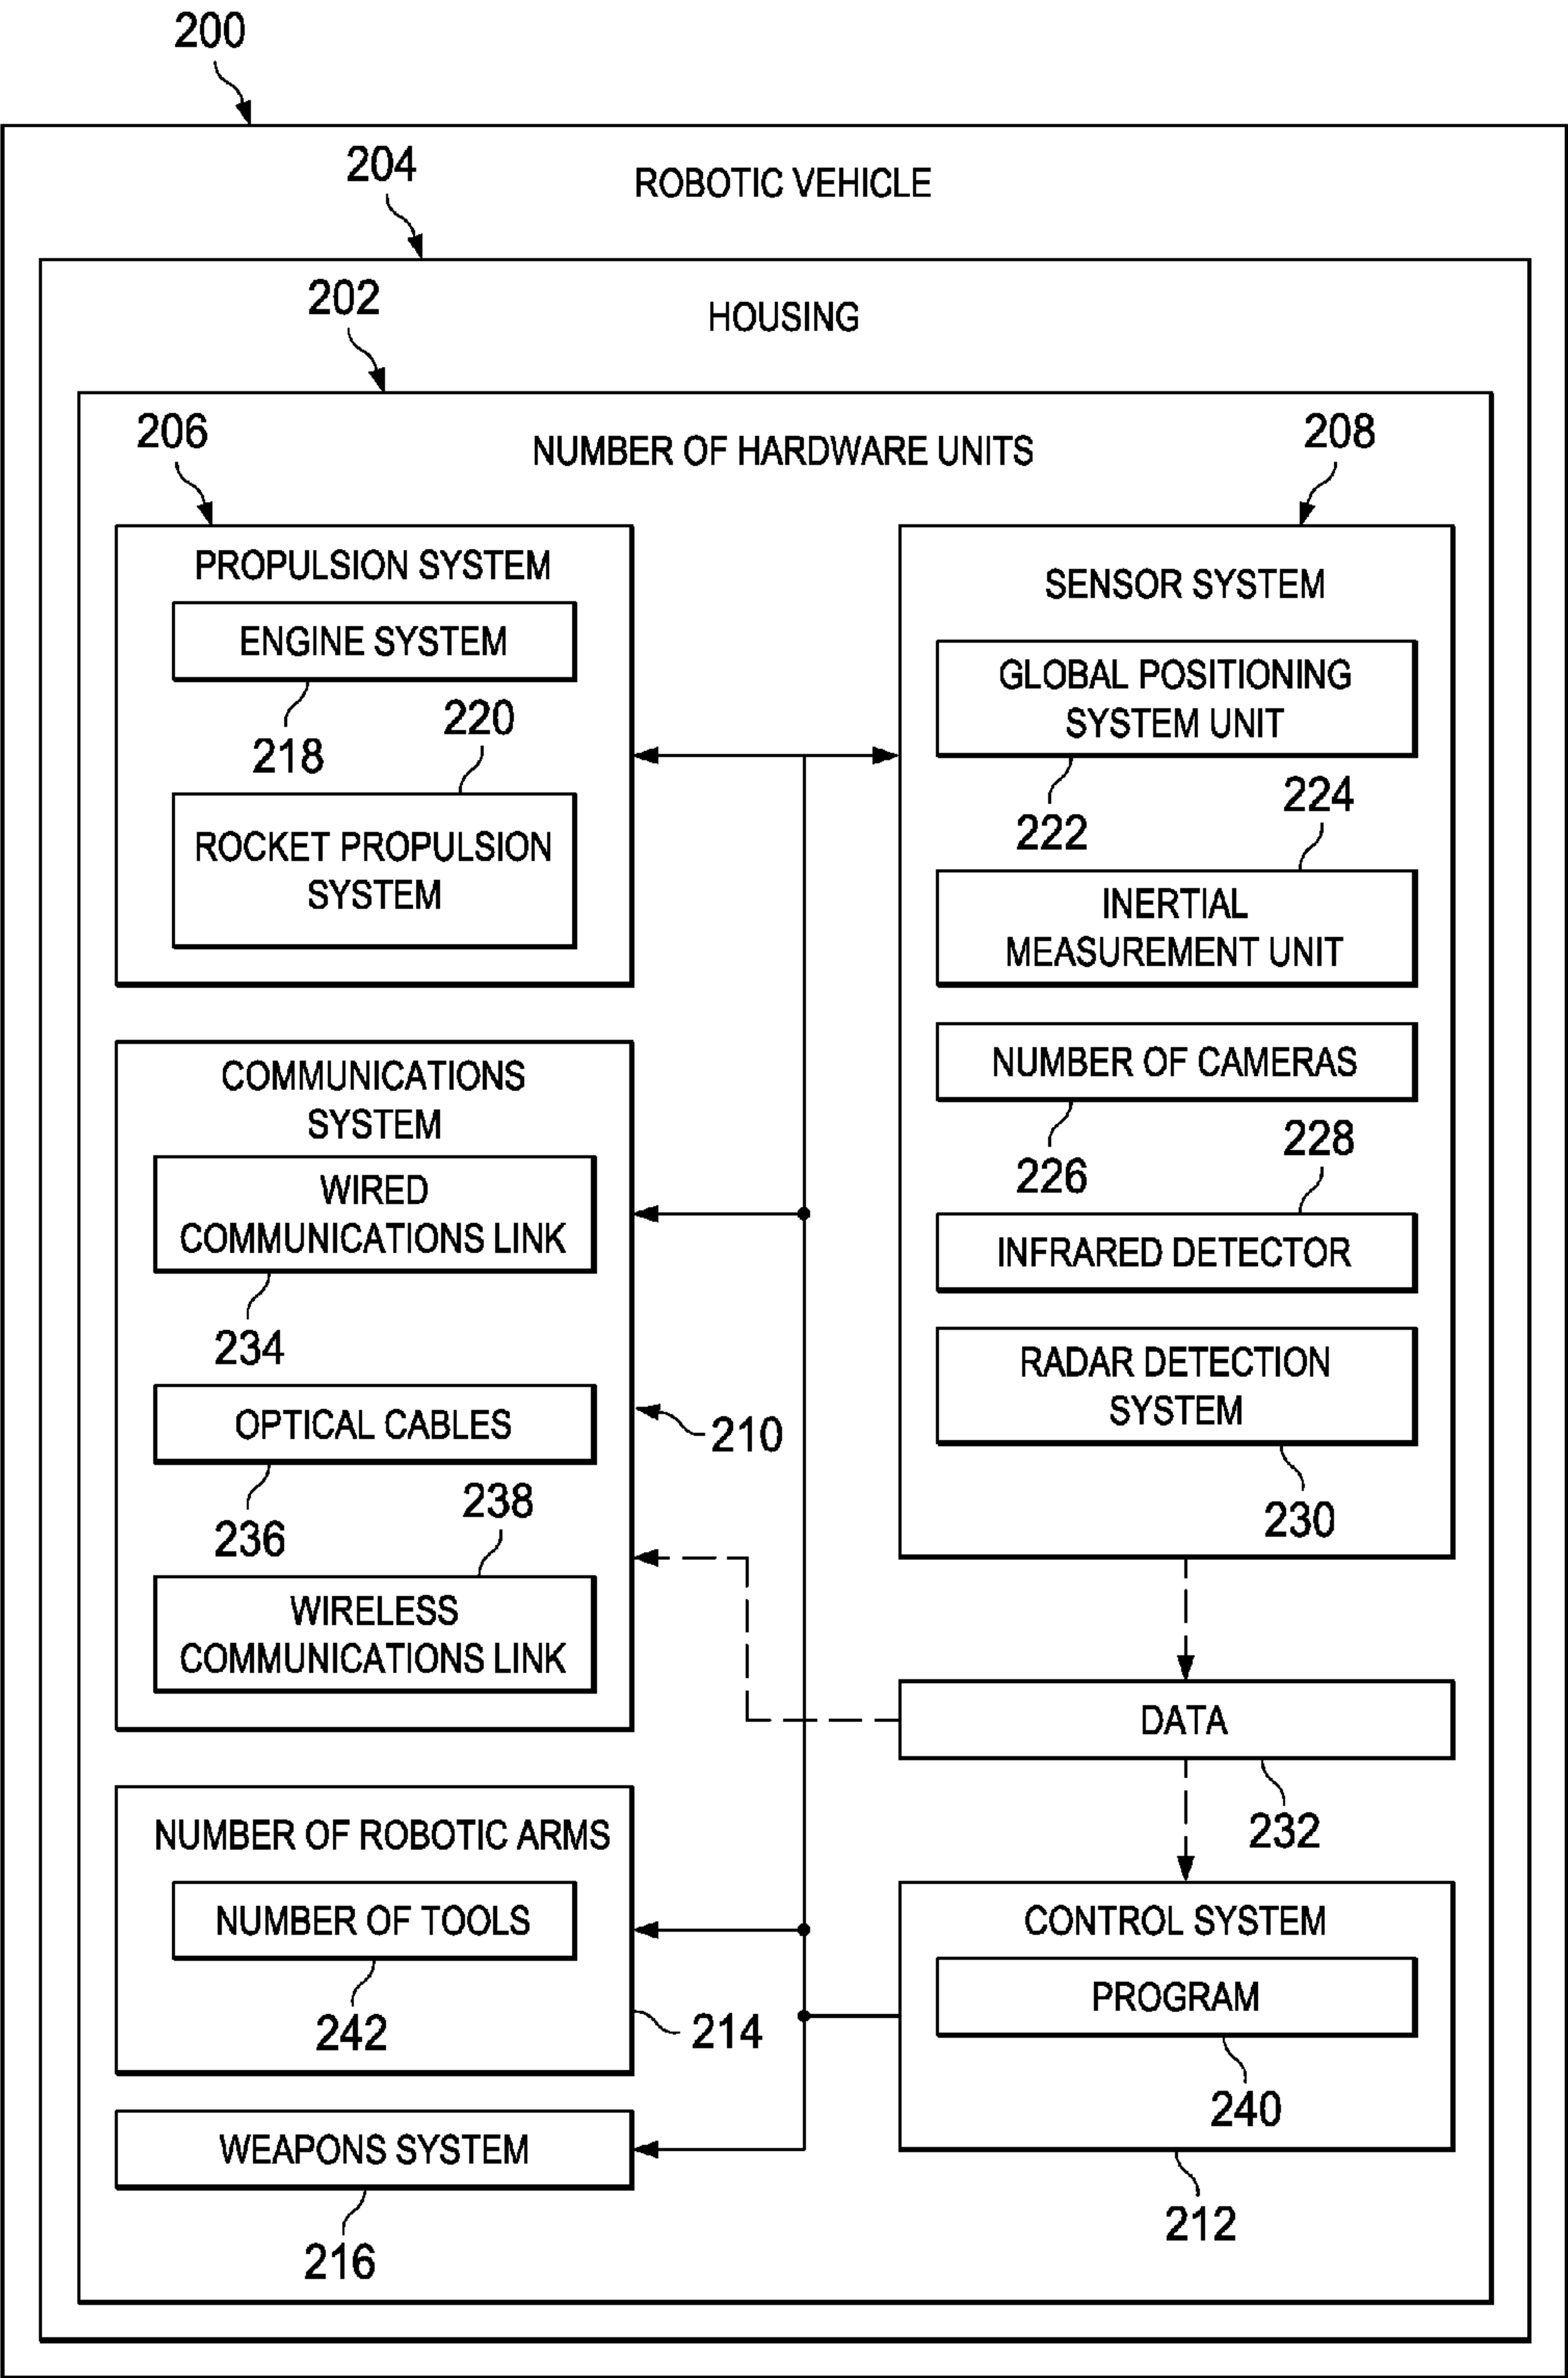 200
ROBOTIC VEHICLE
204
HOUSING
202
NUMBER OF HARDWARE UNITS
206
PROPULSION SYSTEM
ENGINE SYSTEM
218
220
ROCKET PROPULSION
SYSTEM
208
SENSOR SYSTEM
GLOBAL POSITIONING
SYSTEM UNIT
222
224
INERTIAL
MEASUREMENT UNIT
NUMBER OF CAMERAS
226
228
INFRARED DETECTOR
RADAR DETECTION
SYSTEM
230
COMMUNICATIONS
SYSTEM
WIRED
COMMUNICATIONS LINK
234
OPTICAL CABLES
210
236
238
WIRELESS
COMMUNICATIONS LINK
DATA
232
NUMBER OF ROBOTIC ARMS
NUMBER OF TOOLS
242
214
CONTROL SYSTEM
PROGRAM
240
212
WEAPONS SYSTEM
216